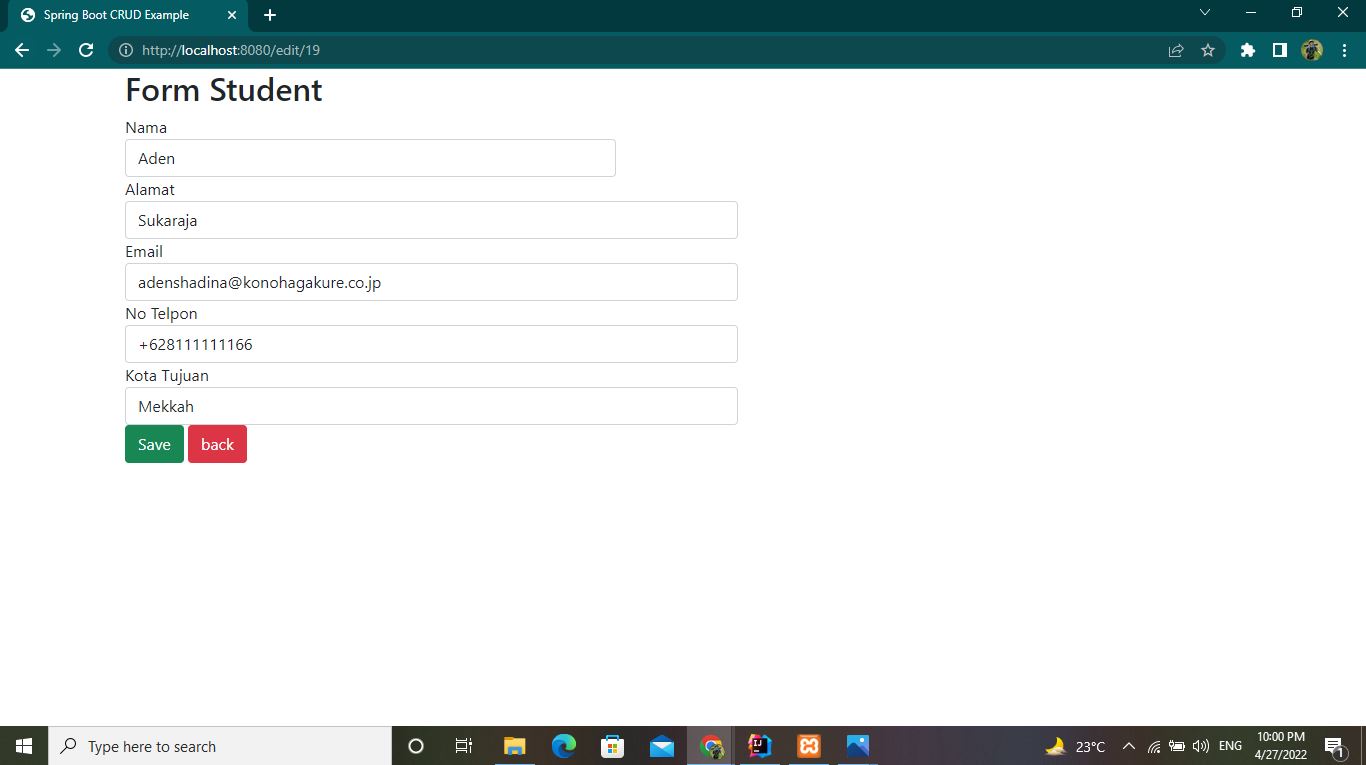 Spring Boot CRUD Example
http://localhost:8080/edit/19
Form Student
Nama
Aden
Alamat
Sukaraja
Email
adenshadina@konohagakure.co.jp
No Telpon
+628111111166
Kota Tujuan
Mekkah
Save back
Type here to search
23°C ENG 10:00 PM
4/27/2022
1